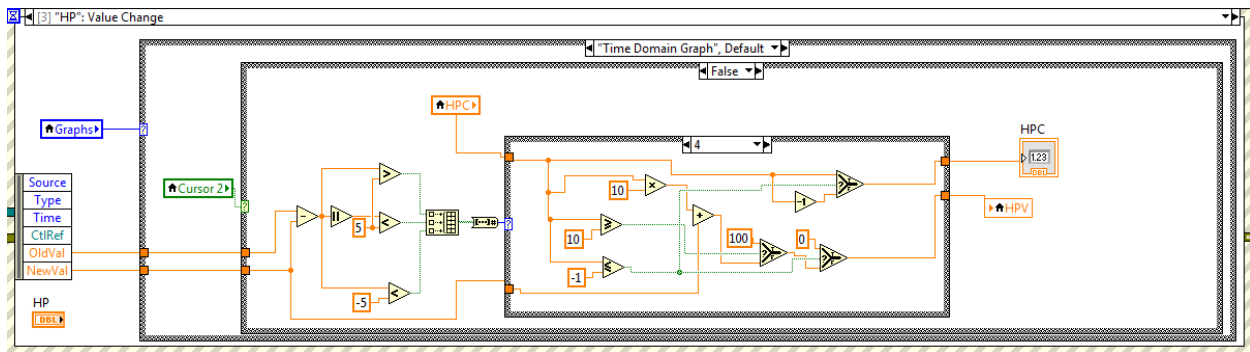 [3] "HP": Value Change
"Time Domain Graph", Default
False
HPC
Graphs
4
HPC
1.23
DBL
Source
Type
Time
CtlRef
OldVal
NewVal
Cursor 2
>
-
<
5
<
-5
10
×
+
-1
≥
10
≤
-1
100
0
HPV
HP
DBL